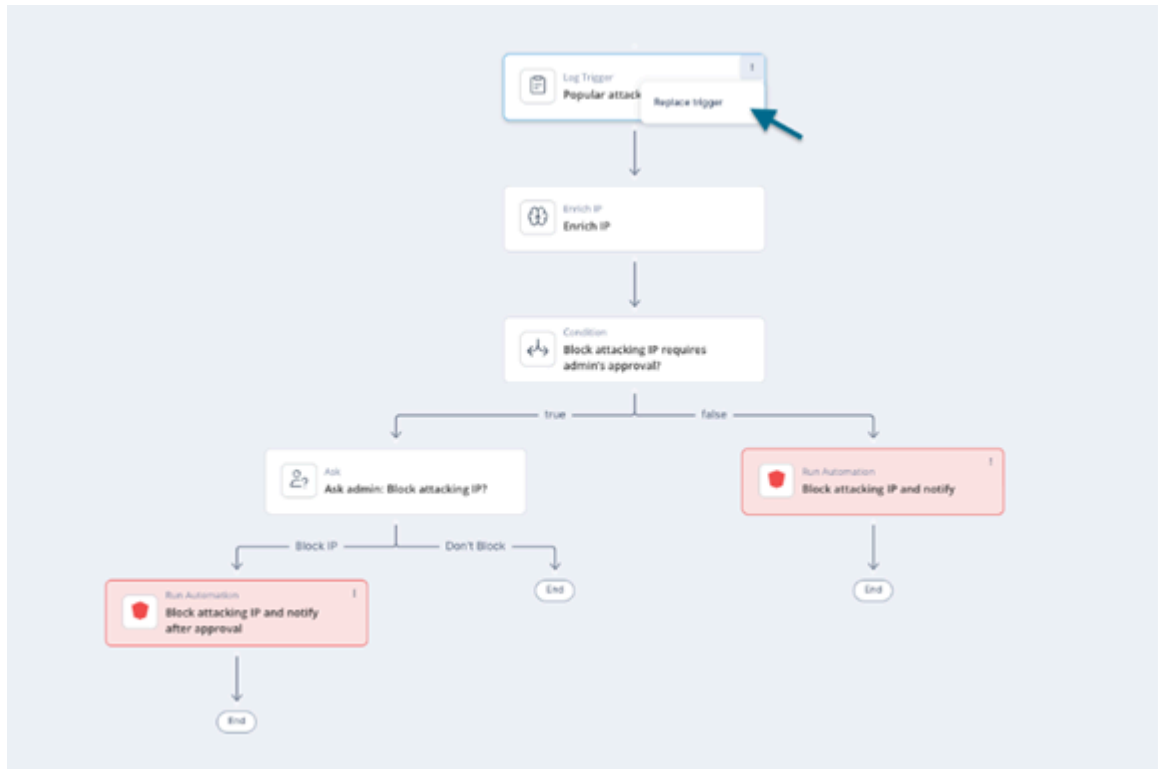 Log Trigger
Popular attack
Replace trigger
Enrich IP
Enrich IP
Condition
Block attacking IP requires
admin's approval?
true
false
Ask
Ask admin: Block attacking IP?
Run Automation
Block attacking IP and notify
Block IP
Don't Block
End
End
Run Automation
Block attacking IP and notify
after approval
End